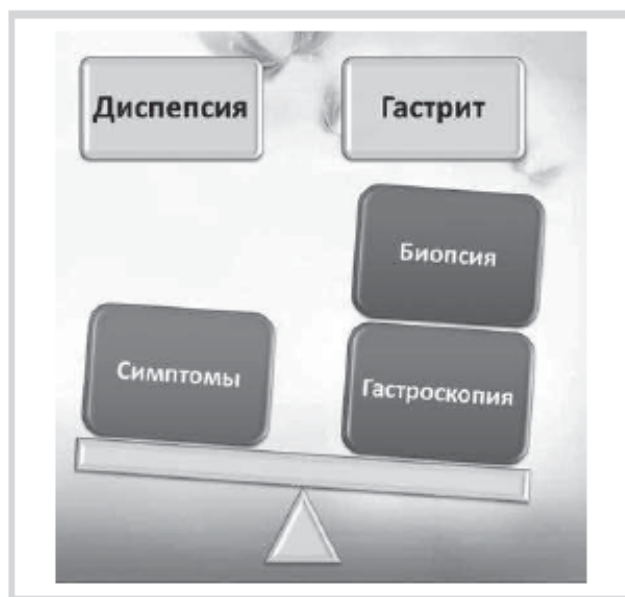 Диспепсия
Гастрит
Биопсия
Симптомы
Гастроскопия